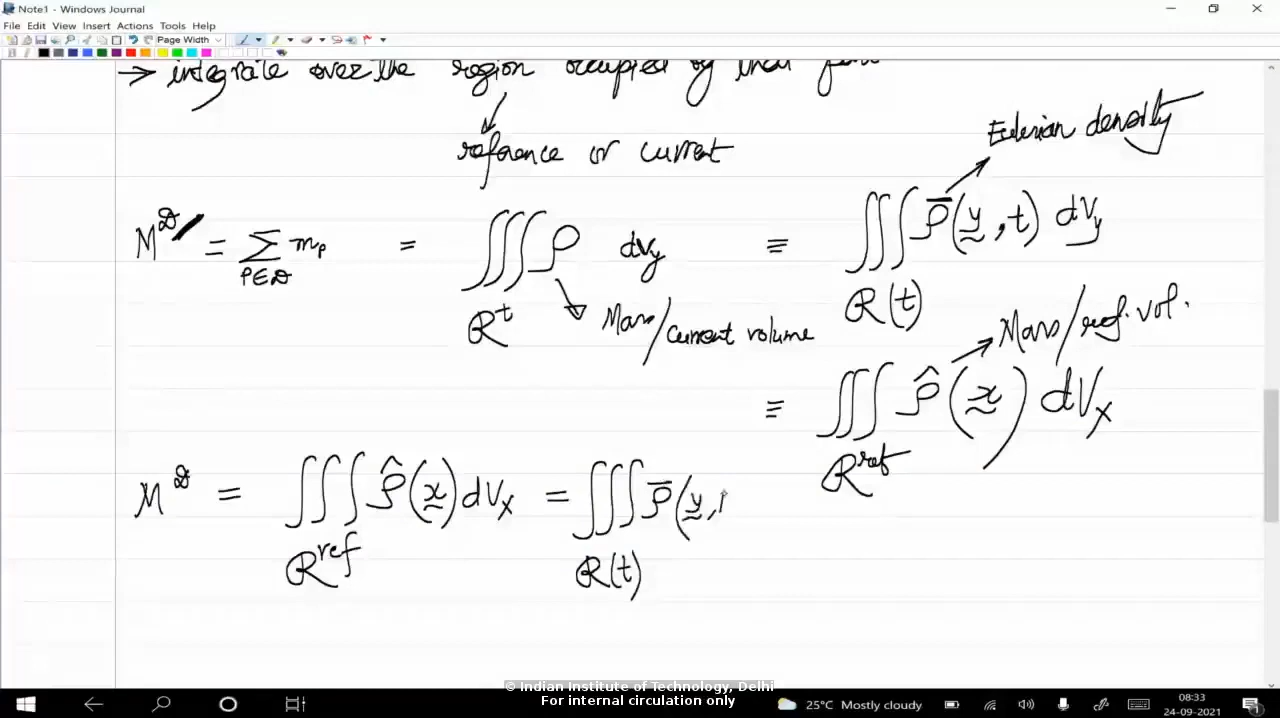 Note1 - Windows Journal
File Edit View Insert Actions Tools Help
Page Width
→ integrate over the region occupied by that
reference or current
Eulerian density
M^𝒟 = ∑_{P∈𝒟} m_p = ∭_{R^t} ρ dV_y ≡ ∭_{R(t)} ρ̄(y, t) dV_y
Mass/current volume
Mass/ref. vol.
≡ ∭_{R^ref} ρ̂(x) dV_x
M^𝒟 = ∭_{R^ref} ρ̂(x) dV_x = ∭_{R(t)} ρ̄(y,
© Indian Institute of Technology, Delhi
For internal circulation only
25°C Mostly cloudy
08:33
24-09-2021